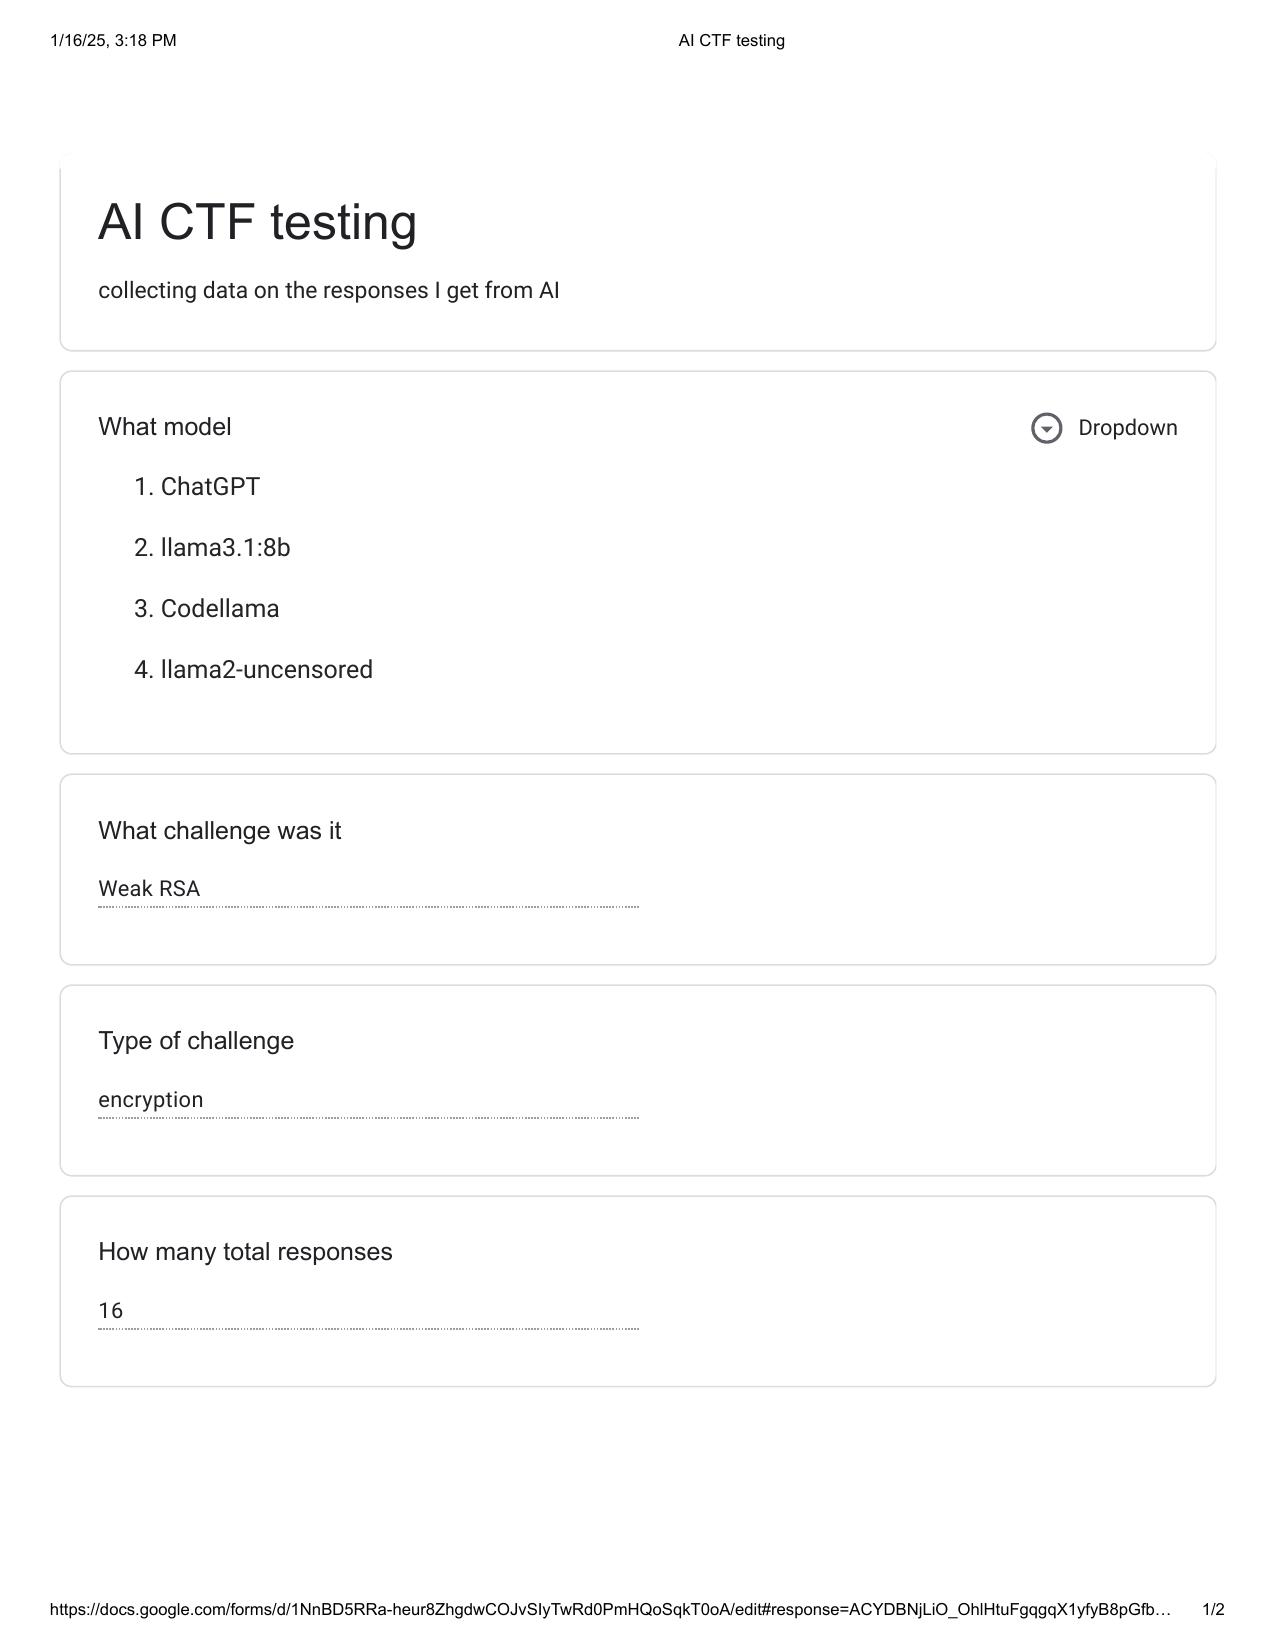 1/16/25, 3:18 PM AI CTF testing
AI CTF testing
collecting data on the responses I get from AI
What model Dropdown
1. ChatGPT
2. llama3.1:8b
3. Codellama
4. llama2-uncensored
What challenge was it
Weak RSA
Type of challenge
encryption
How many total responses
16
https://docs.google.com/forms/d/1NnBD5RRa-heur8ZhgdwCOJvSIyTwRd0PmHQoSqkT0oA/edit#response=ACYDBNjLiO_OhlHtuFgqgqX1yfyB8pGfb… 1/2